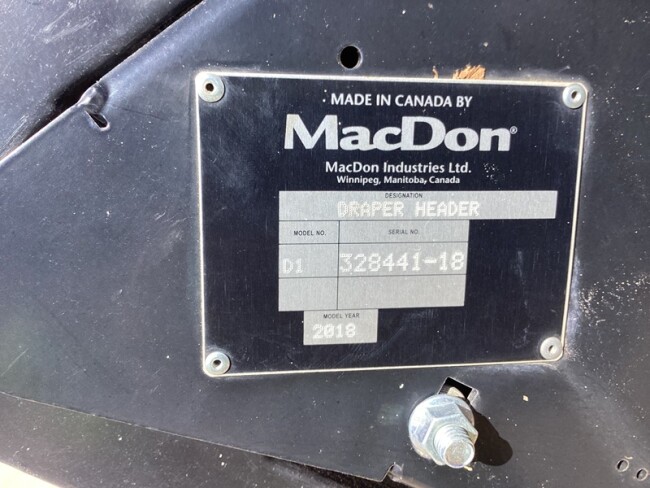 MADE IN CANADA BY
MacDon®
MacDon Industries Ltd.
Winnipeg, Manitoba, Canada
DESIGNATION
DRAPER HEADER
MODEL NO. SERIAL NO.
D1 328441-18
MODEL YEAR
2018